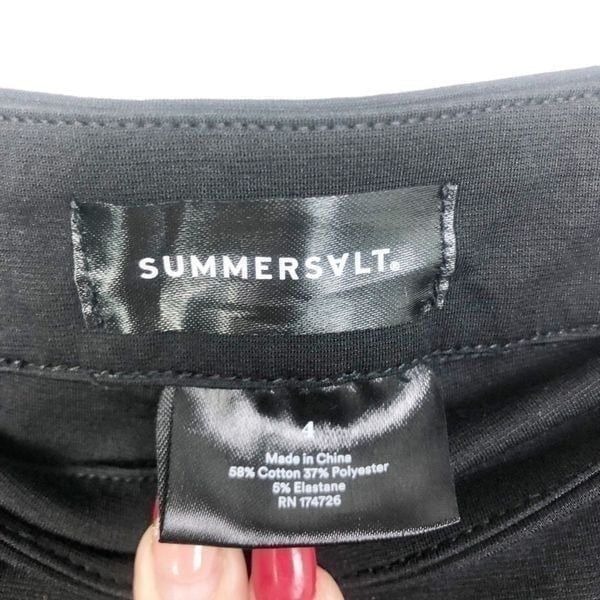 SUMMERSALT.
4
Made in China
58% Cotton 37% Polyester
5% Elastane
RN 174726